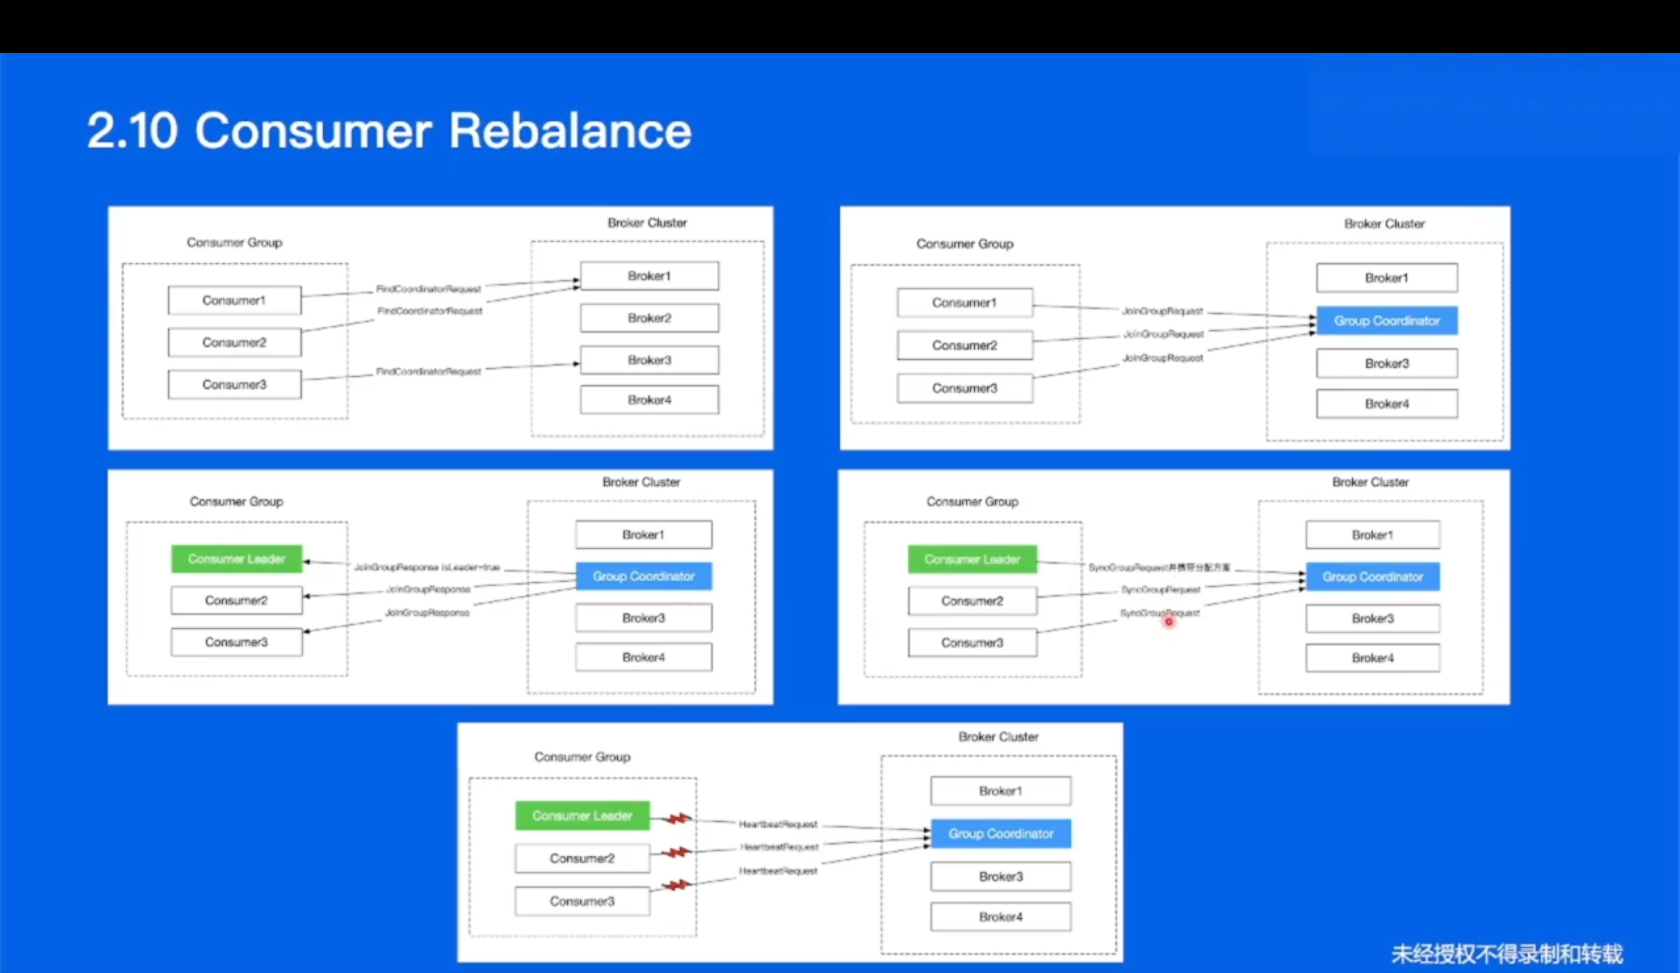 2.10 Consumer Rebalance
Broker Cluster
Consumer Group
Consumer1
Consumer2
Consumer3
FindCoordinatorRequest
FindCoordinatorRequest
FindCoordinatorRequest
Broker1
Broker2
Broker3
Broker4
Broker Cluster
Consumer Group
Consumer1
Consumer2
Consumer3
JoinGroupRequest
JoinGroupRequest
JoinGroupRequest
Broker1
Group Coordinator
Broker3
Broker4
Broker Cluster
Consumer Group
Consumer Leader
Consumer2
Consumer3
JoinGroupResponse isLeader=true
JoinGroupResponse
JoinGroupResponse
Broker1
Group Coordinator
Broker3
Broker4
Broker Cluster
Consumer Group
Consumer Leader
Consumer2
Consumer3
SyncGroupRequest并携带分配方案
SyncGroupRequest
SyncGroupRequest
Broker1
Group Coordinator
Broker3
Broker4
Broker Cluster
Consumer Group
Consumer Leader
Consumer2
Consumer3
HeartbeatRequest
HeartbeatRequest
HeartbeatRequest
Broker1
Group Coordinator
Broker3
Broker4
未经授权不得录制和转载